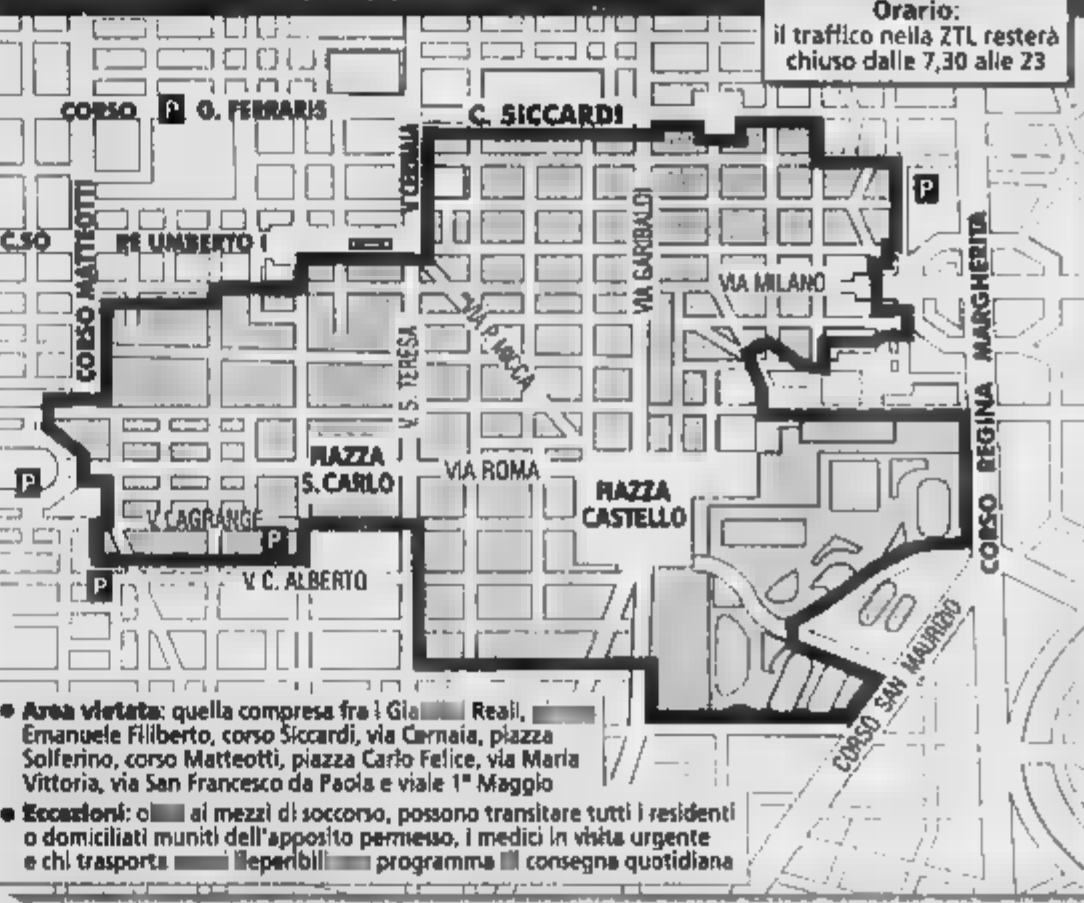 Orario:
il traffico nella ZTL resterà
chiuso dalle 7,30 alle 23
CORSO P G. FERRARIS
C. SICCARDI
V. CERNAIA
P
C.SO
RE UMBERTO I
CORSO MATTEOTTI
VIA GARIBALDI
VIA MILANO
CORSO REGINA MARGHERITA
VIA P. MICCA
V. S. TERESA
PIAZZA
S. CARLO
VIA ROMA
PIAZZA
CASTELLO
P
V. LAGRANGE
P
P
V. C. ALBERTO
CORSO SAN MAURIZIO
• Area vietata: quella compresa fra i Reali,
Emanuele Filiberto, corso Siccardi, via Cernaia, piazza
Solferino, corso Matteotti, piazza Carlo Felice, via Maria
Vittoria, via San Francesco da Paola e viale 1° Maggio
• Eccezioni: ai mezzi di soccorso, possono transitare tutti i residenti
o domiciliati muniti dell'apposito permesso, i medici in visita urgente
e chi trasporta programma consegna quotidiana